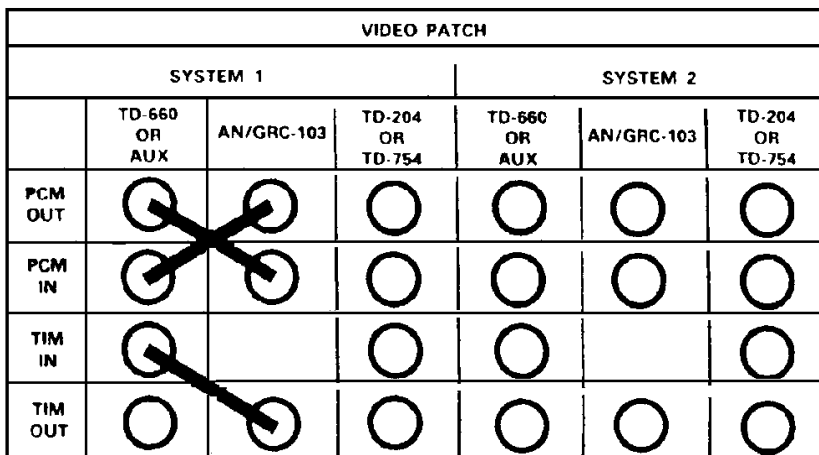 VIDEO PATCH
SYSTEM 1
SYSTEM 2
TD-660
OR
AUX
AN/GRC-103
TD-204
OR
TD-754
TD-660
OR
AUX
AN/GRC-103
TD-204
OR
TD-754
PCM
OUT
PCM
IN
TIM
IN
TIM
OUT